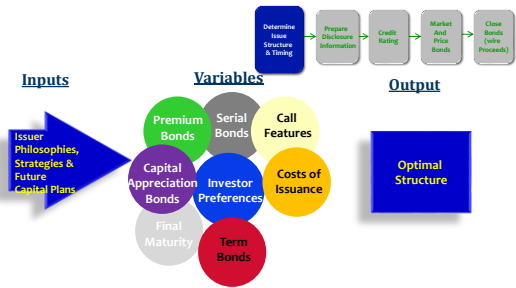 Determine
Issue
Structure
& Timing
Prepare
Disclosure
Information
Credit
Rating
Market
And
Price
Bonds
Close
Bonds
(wire
Proceeds)
Inputs
Variables
Output
Issuer
Philosophies,
Strategies &
Future
Capital Plans
Premium
Bonds
Serial
Bonds
Call
Features
Capital
Appreciation
Bonds
Investor
Preferences
Costs of
Issuance
Final
Maturity
Term
Bonds
Optimal
Structure